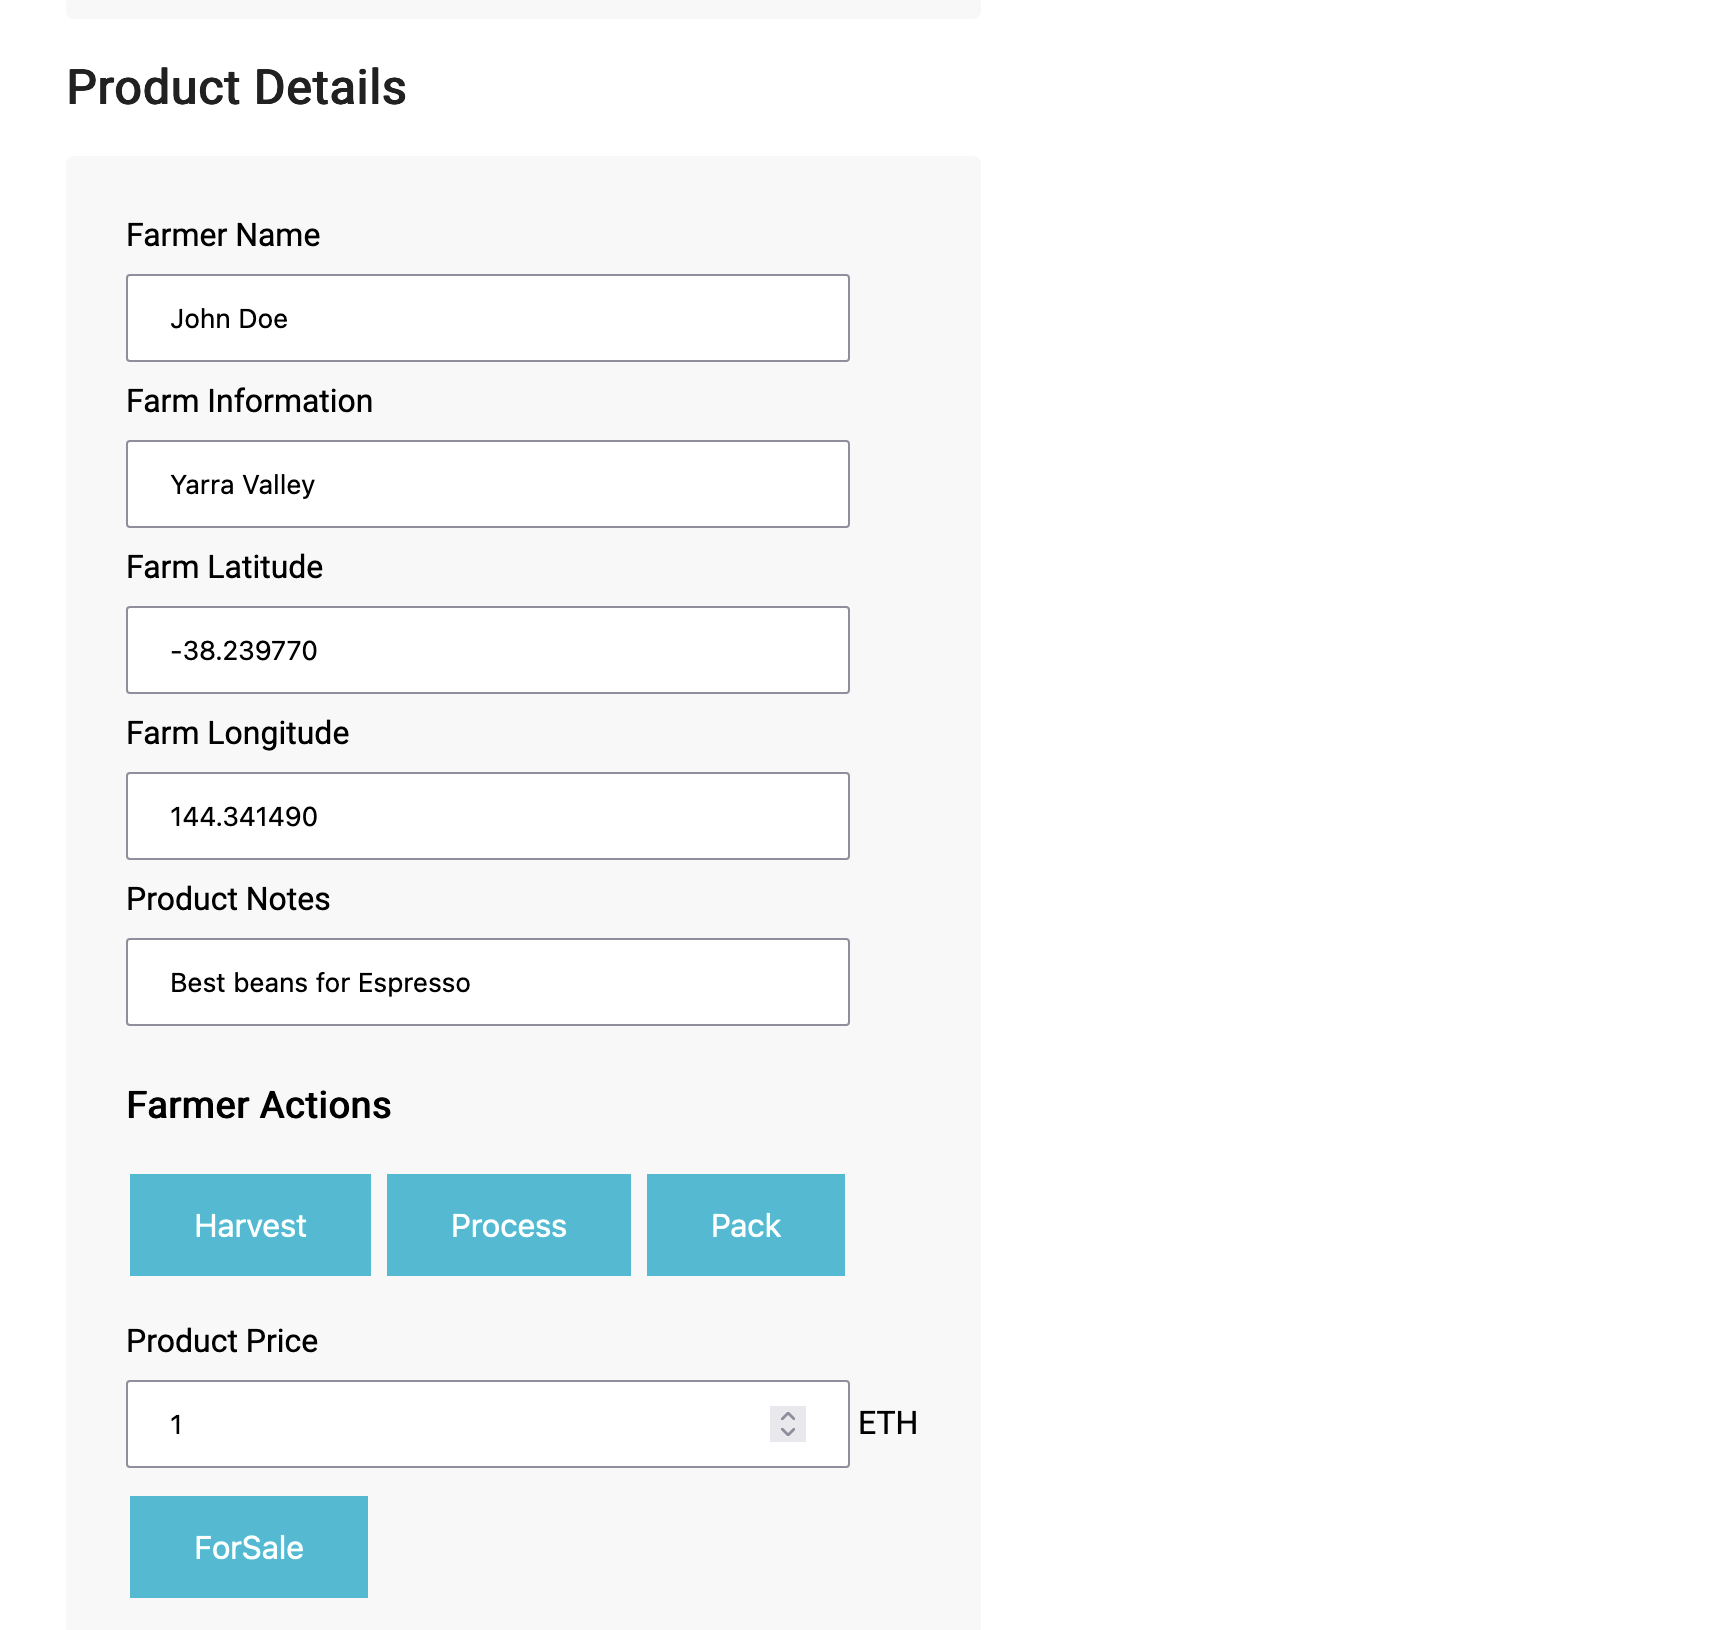 Product Details
Farmer Name
John Doe
Farm Information
Yarra Valley
Farm Latitude
-38.239770
Farm Longitude
144.341490
Product Notes
Best beans for Espresso
Farmer Actions
Harvest Process Pack
Product Price
1 ETH
ForSale